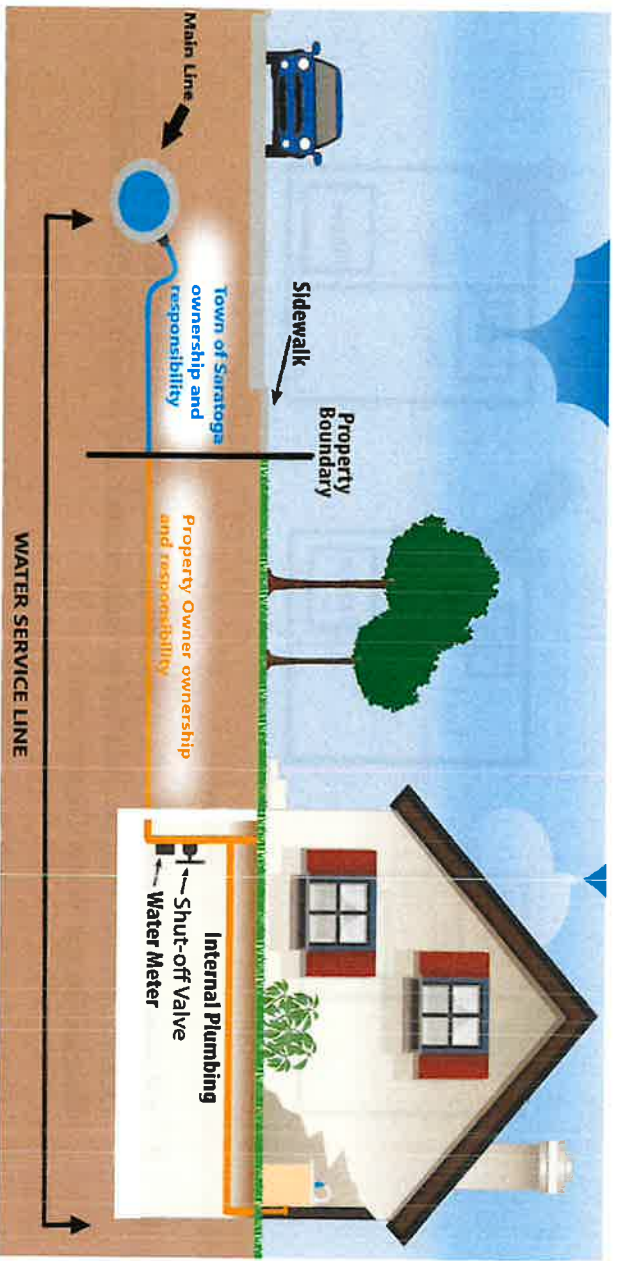 Property
Boundary
Sidewalk
Main Line
Town of Saratoga
ownership and
responsibility
Property Owner ownership
and responsibility
Internal Plumbing
Shut-off Valve
Water Meter
WATER SERVICE LINE